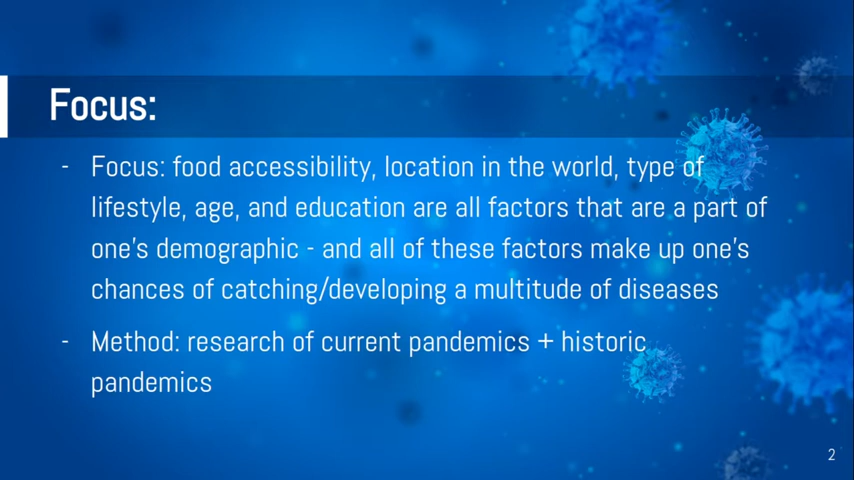 Focus:
- Focus: food accessibility, location in the world, type of
lifestyle, age, and education are all factors that are a part of
one's demographic - and all of these factors make up one's
chances of catching/developing a multitude of diseases
- Method: research of current pandemics + historic
pandemics
2